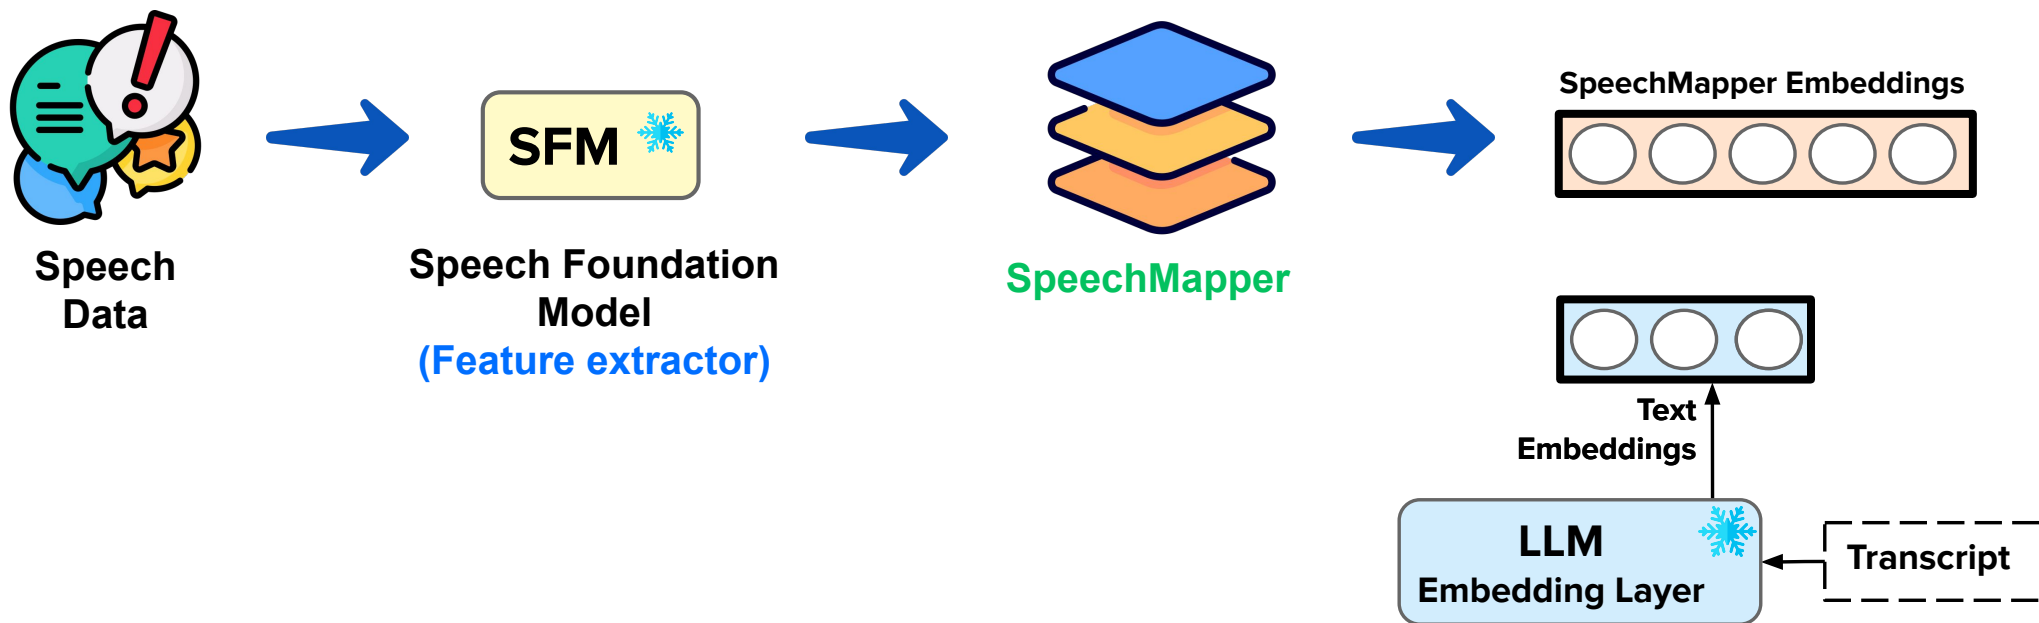 Speech
Data
SFM
Speech Foundation
Model
(Feature extractor)
SpeechMapper
SpeechMapper Embeddings
Text
Embeddings
LLM
Embedding Layer
Transcript